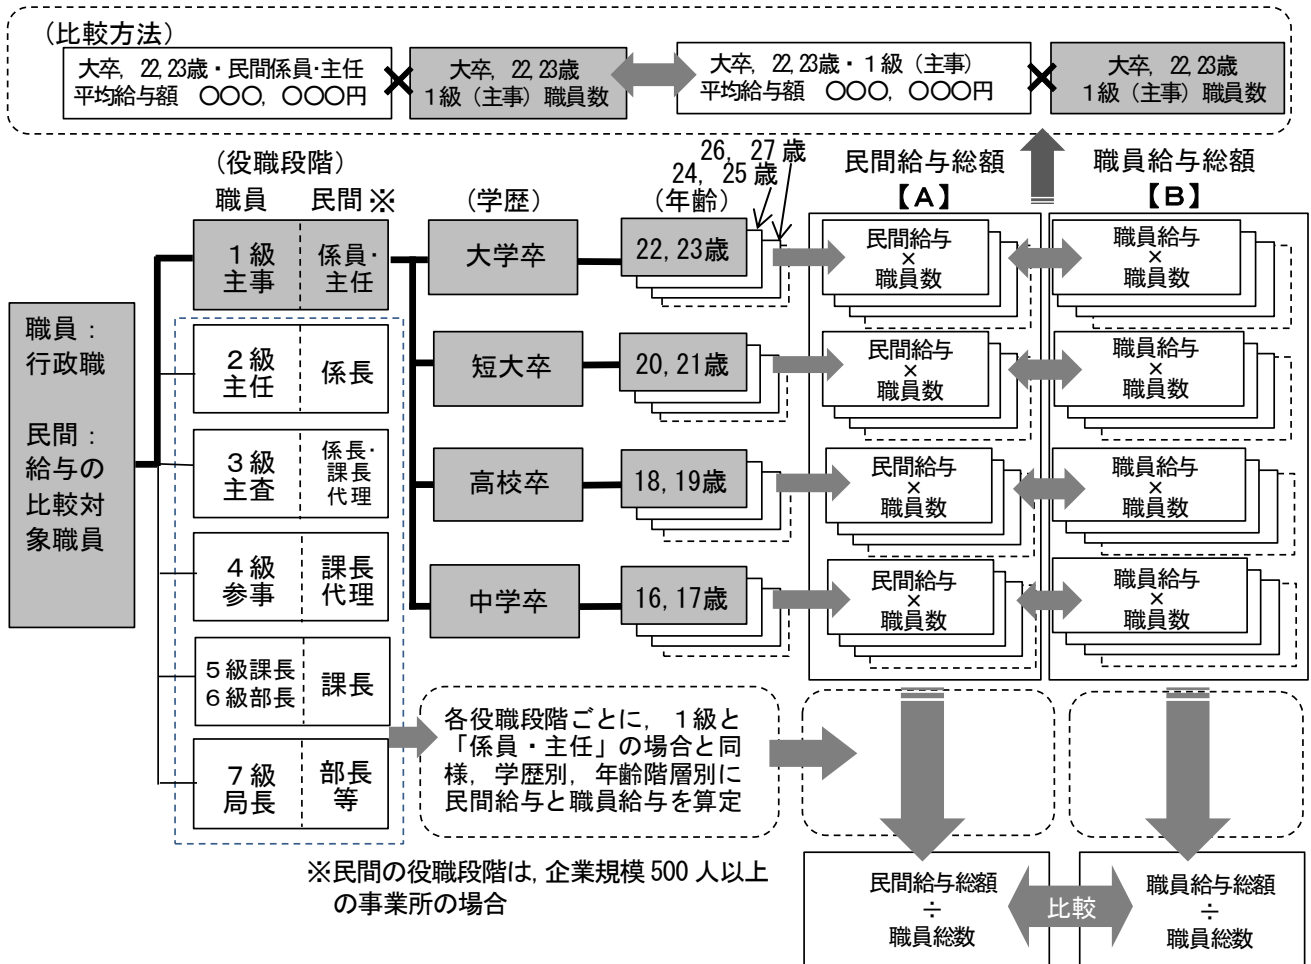 (比較方法)
大卒，22,23歳・民間係員・主任
平均給与額　〇〇〇，〇〇〇円
×
大卒，22,23歳
１級（主事）職員数
大卒，22,23歳・１級（主事）
平均給与額　〇〇〇，〇〇〇円
×
大卒，22,23歳
１級（主事）職員数
(役職段階)
職員　民間※
(学歴)
26，27歳
24，25歳
(年齢)
民間給与総額
【A】
職員給与総額
【B】
職員：
行政職
民間：
給与の
比較対
象職員
１級
主事
係員・
主任
２級
主任
係長
３級
主査
係長・
課長
代理
４級
参事
課長
代理
５級課長
６級部長
課長
７級
局長
部長
等
大学卒
22,23歳
民間給与
×
職員数
職員給与
×
職員数
短大卒
20,21歳
民間給与
×
職員数
職員給与
×
職員数
高校卒
18,19歳
民間給与
×
職員数
職員給与
×
職員数
中学卒
16,17歳
民間給与
×
職員数
職員給与
×
職員数
各役職段階ごとに，１級と
「係員・主任」の場合と同
様，学歴別，年齢階層別に
民間給与と職員給与を算定
※民間の役職段階は，企業規模500人以上
の事業所の場合
民間給与総額
÷
職員総数
比較
職員給与総額
÷
職員総数